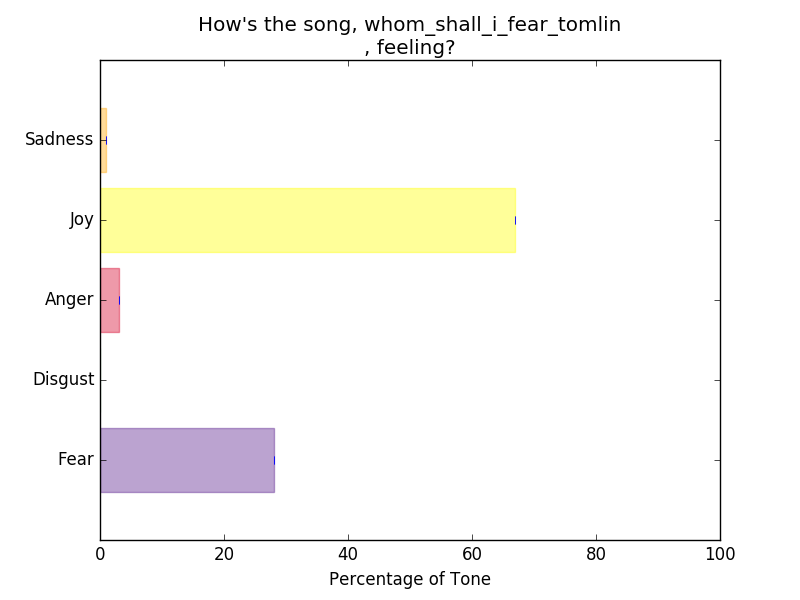 How's the song, whom_shall_i_fear_tomlin
, feeling?
Sadness
Joy
Anger
Disgust
Fear
0 20 40 60 80 100
Percentage of Tone